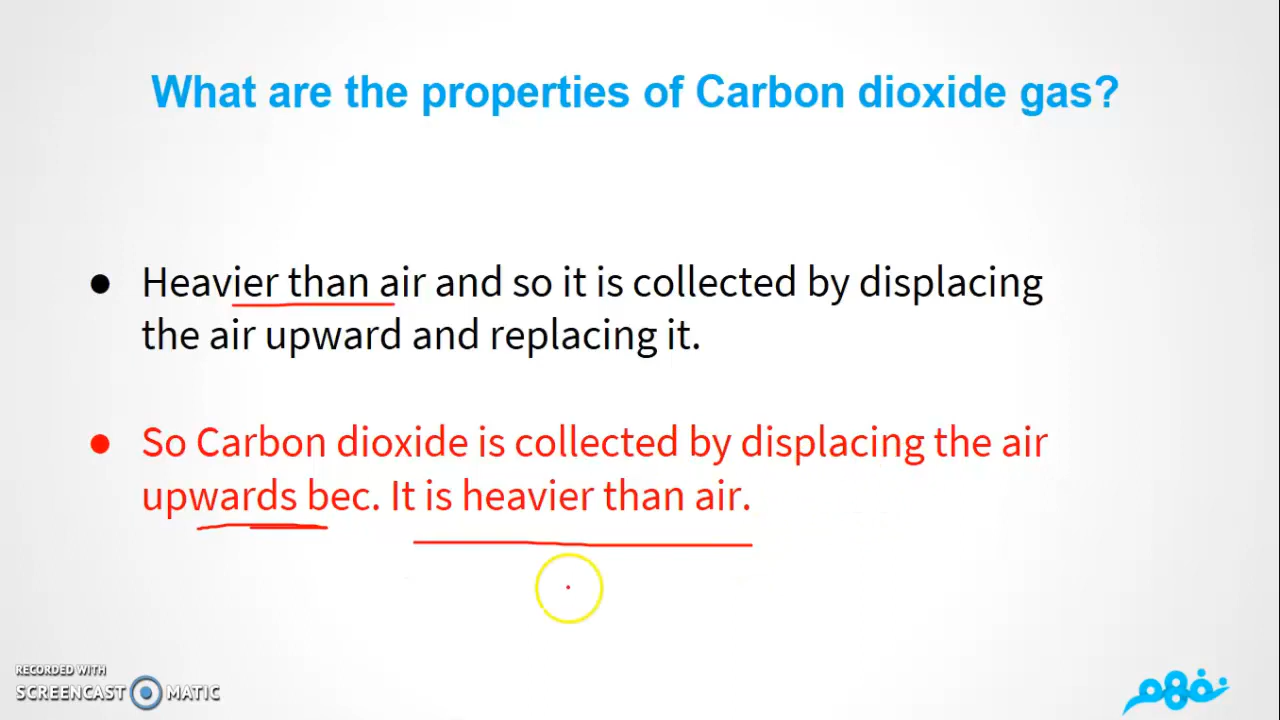 What are the properties of Carbon dioxide gas?
● Heavier than air and so it is collected by displacing
the air upward and replacing it.
● So Carbon dioxide is collected by displacing the air
upwards bec. It is heavier than air.
RECORDED WITH
SCREENCAST MATIC
نفهم